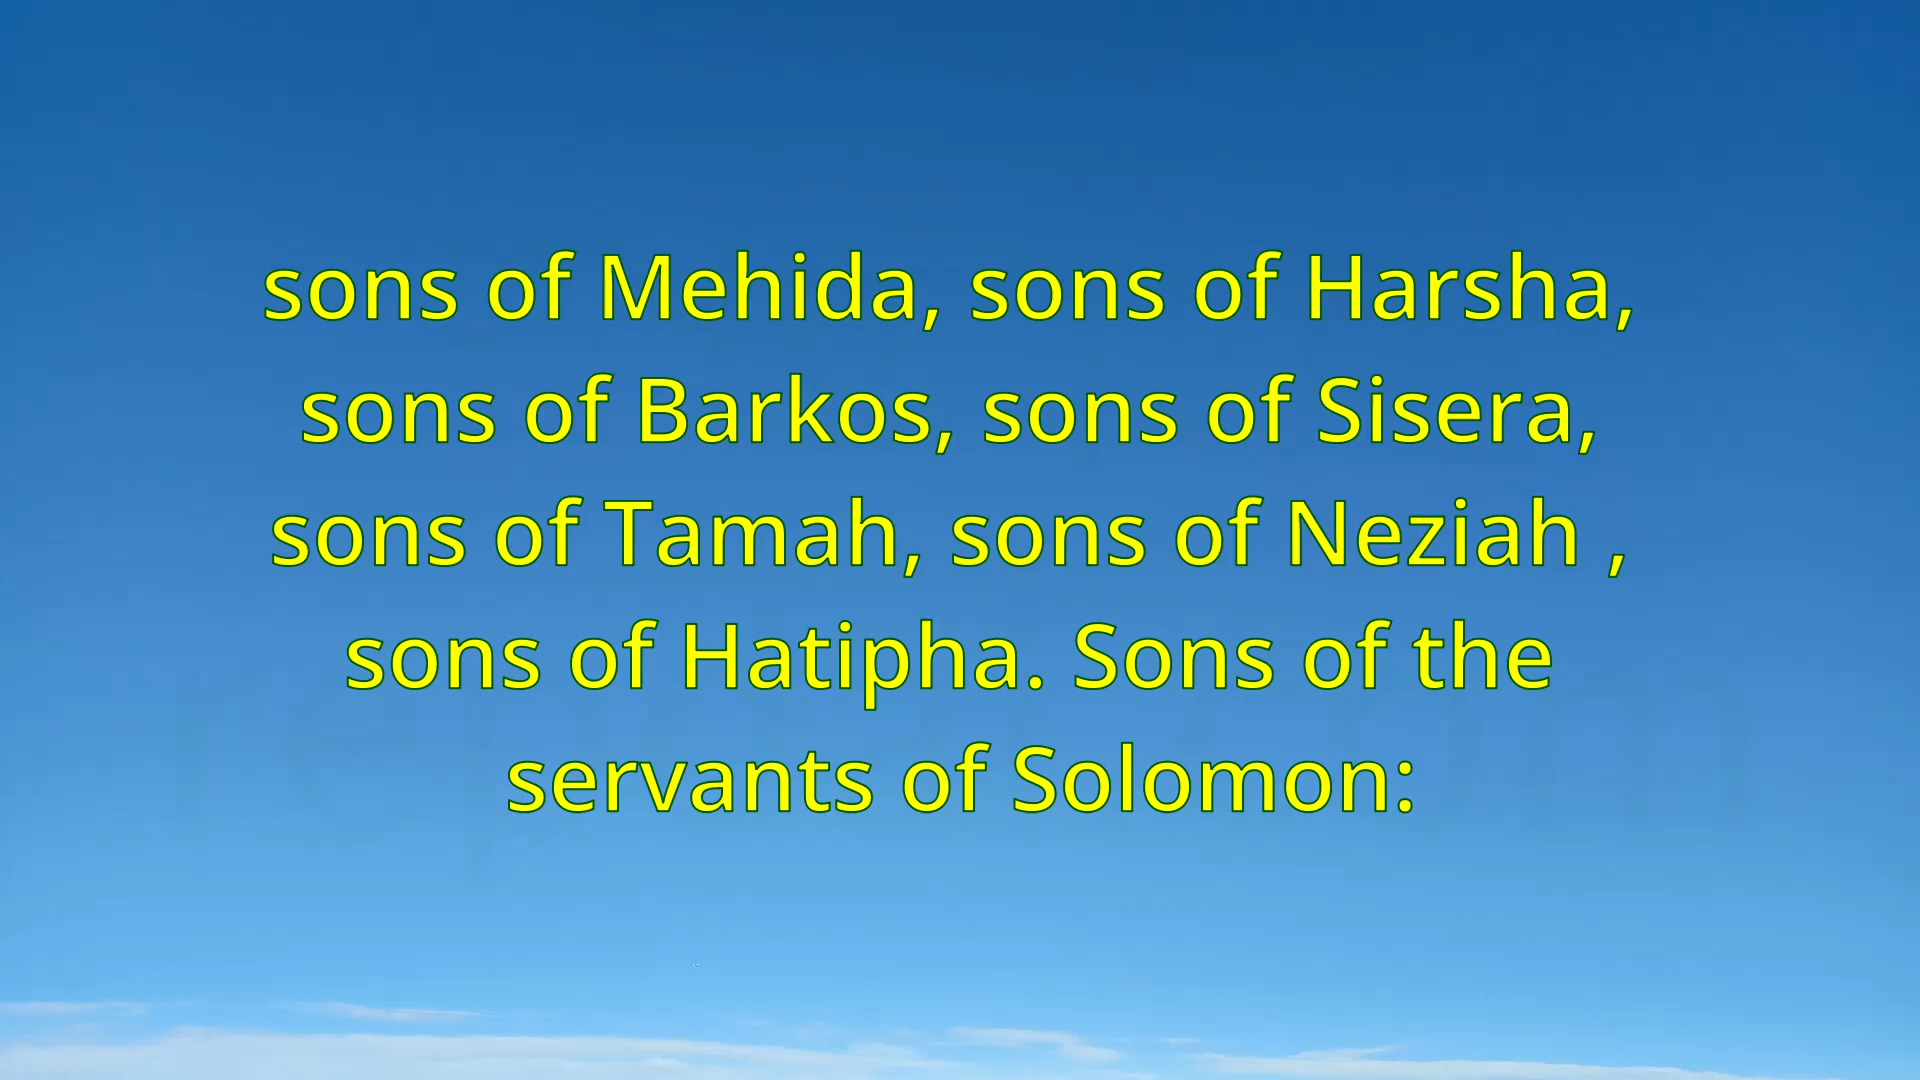 sons of Mehida, sons of Harsha,
sons of Barkos, sons of Sisera,
sons of Tamah, sons of Neziah ,
sons of Hatipha. Sons of the
servants of Solomon: